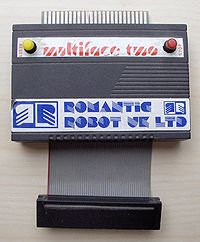 multiface two
ROMANTIC
ROBOT UK LTD